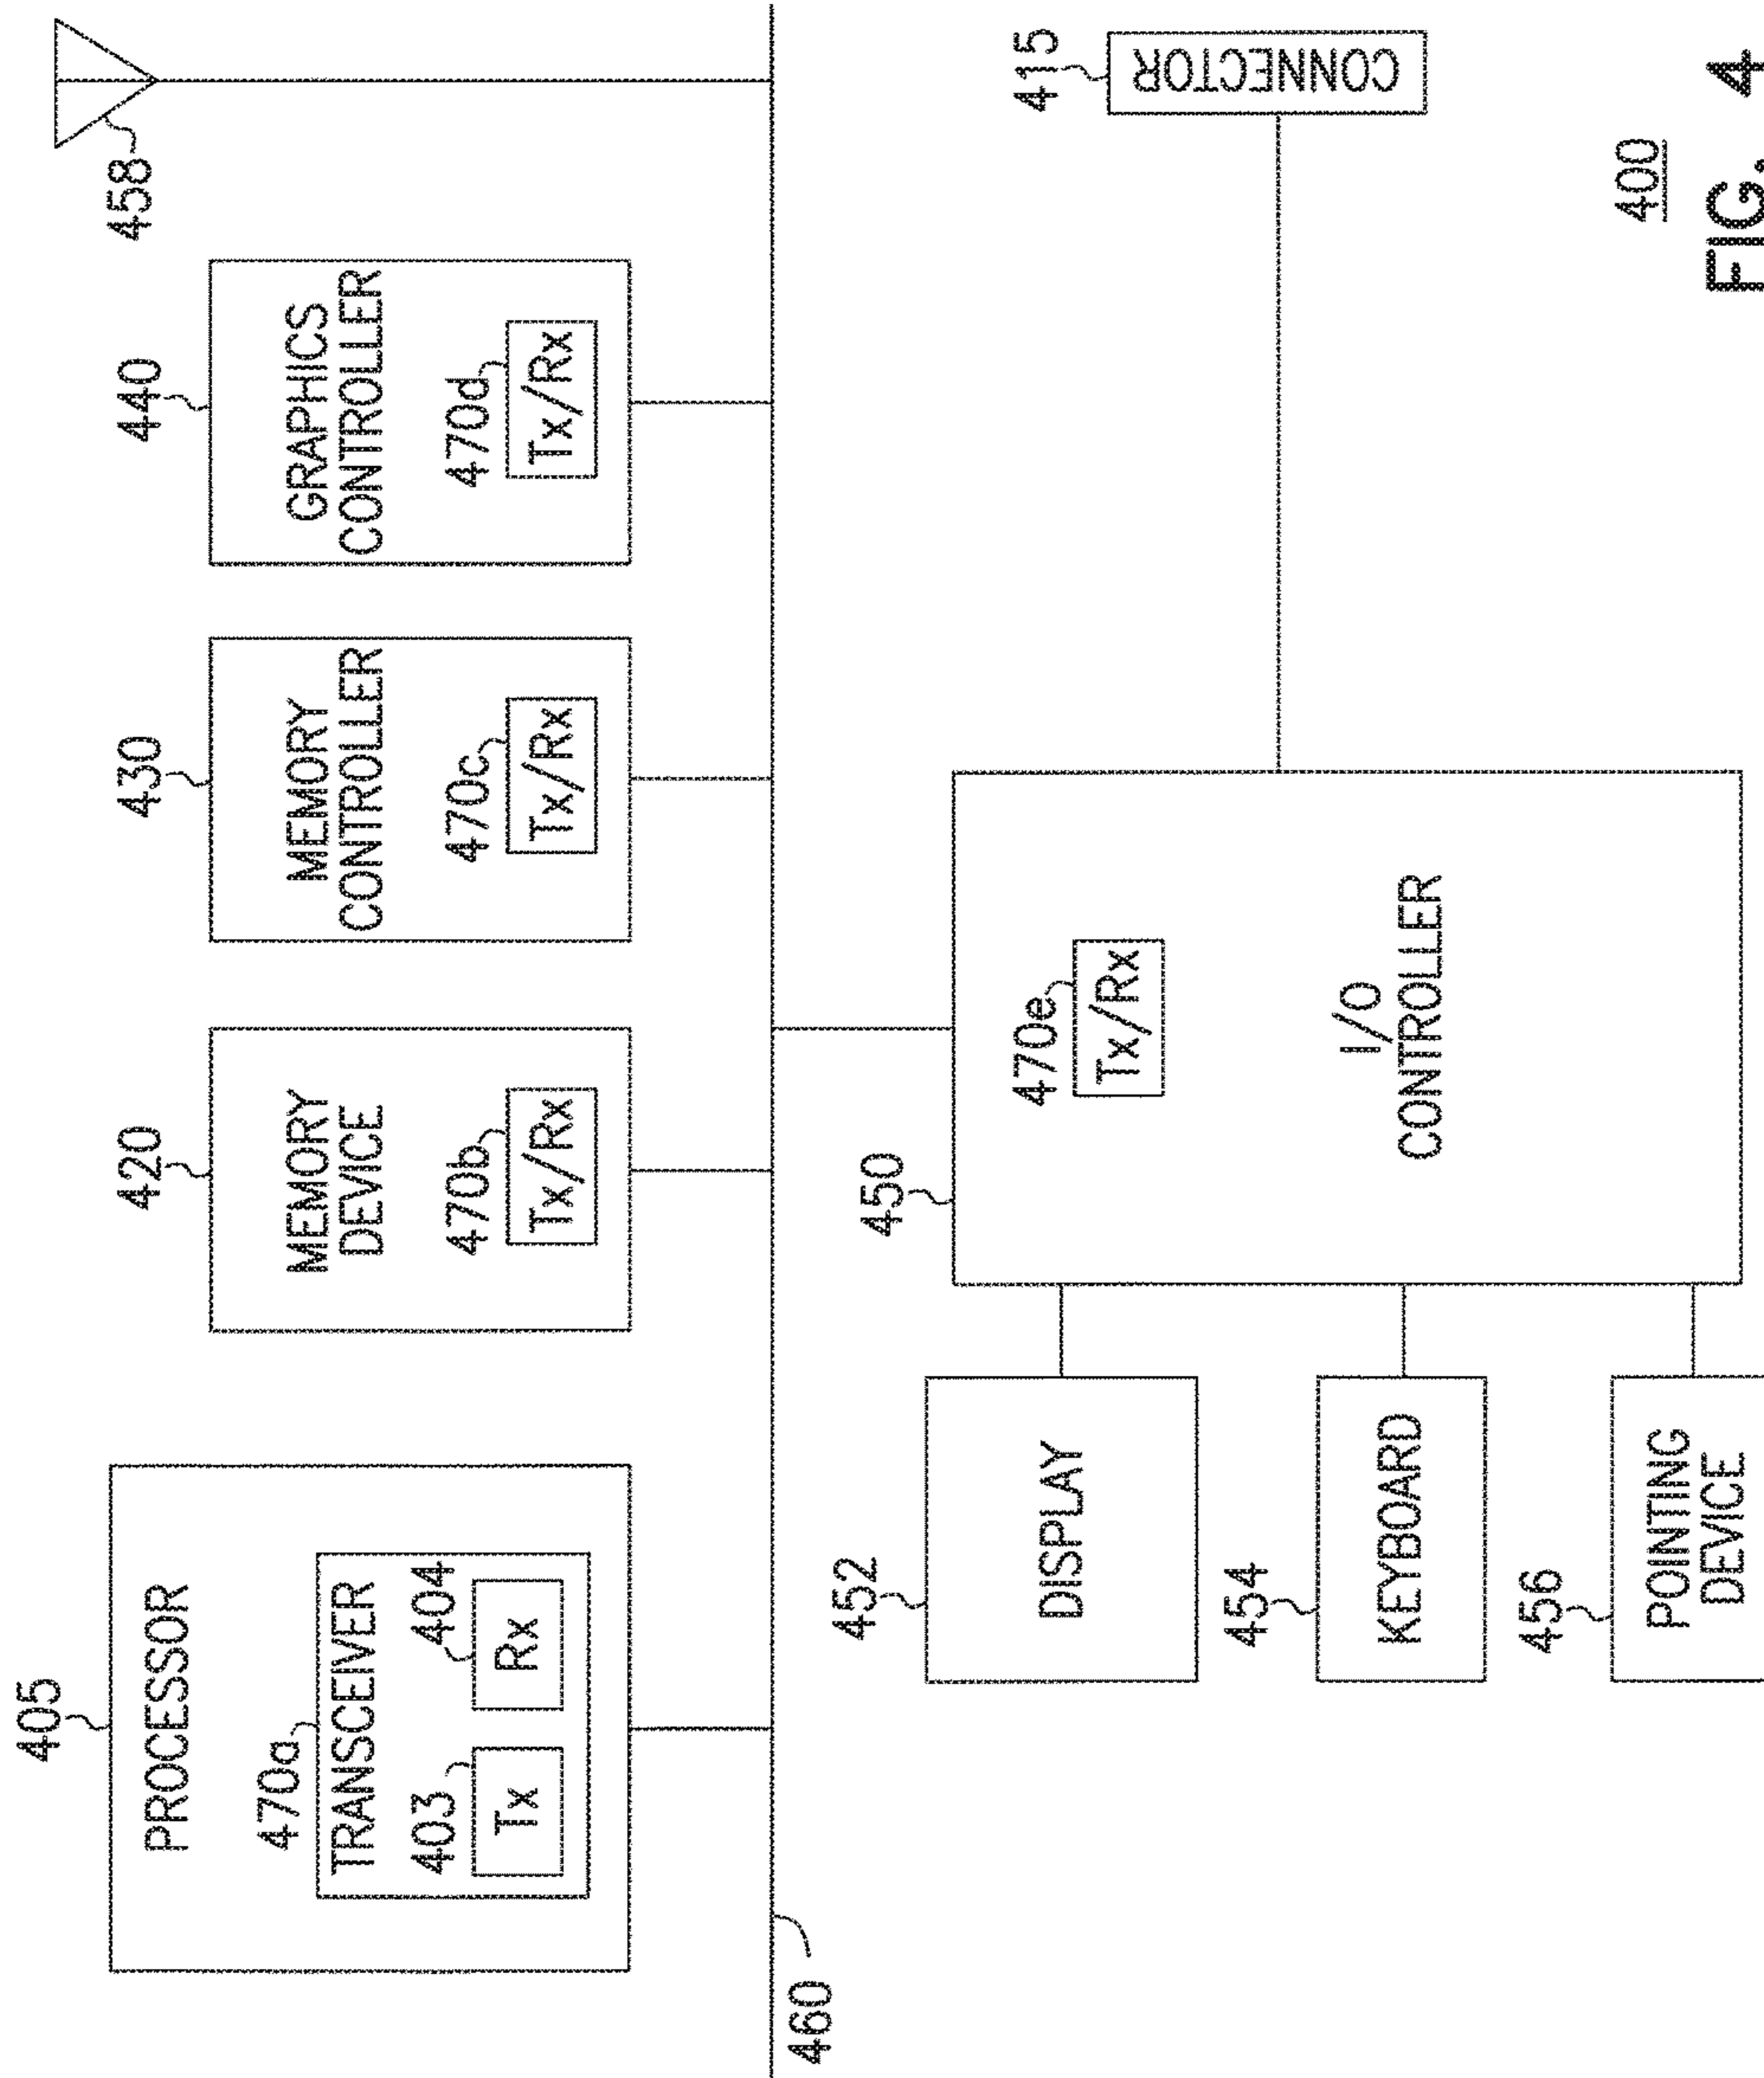 405
PROCESSOR
470a
TRANSCEIVER
403
404
Tx
Rx
420
MEMORY
DEVICE
470b
Tx/Rx
430
MEMORY
CONTROLLER
470c
Tx/Rx
440
GRAPHICS
CONTROLLER
470d
Tx/Rx
458
460
452
DISPLAY
454
KEYBOARD
456
POINTING
DEVICE
450
470e
Tx/Rx
I/O
CONTROLLER
415
CONNECTOR
400
FIG. 4